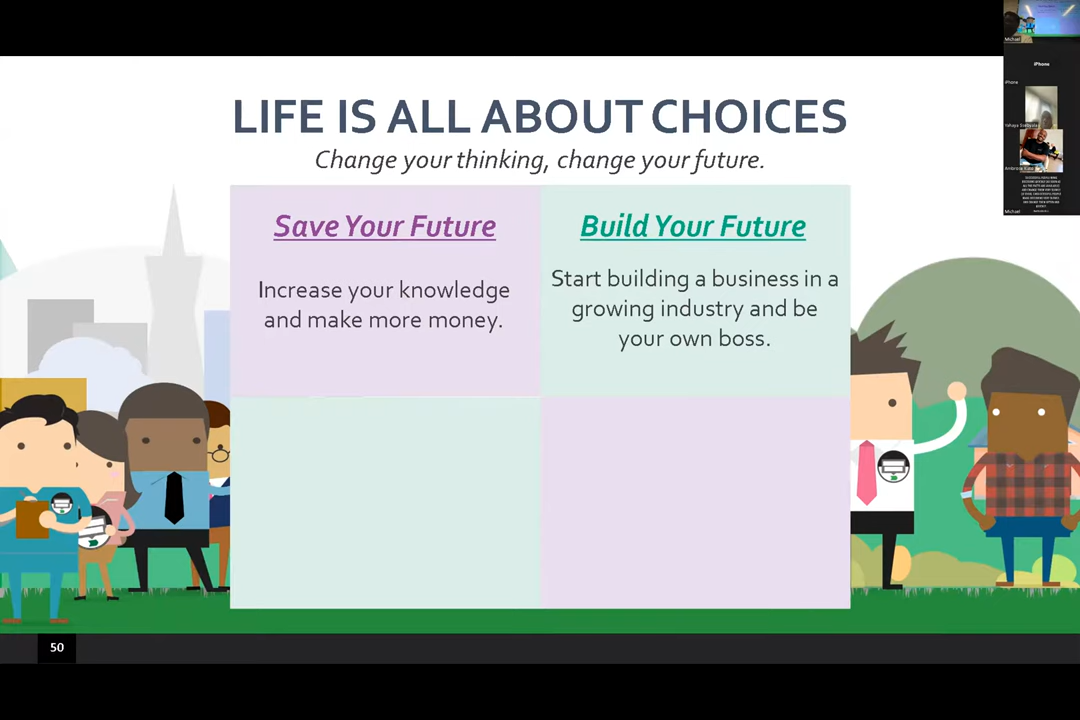 LIFE IS ALL ABOUT CHOICES
Change your thinking, change your future.
Save Your Future
Increase your knowledge
and make more money.
Build Your Future
Start building a business in a
growing industry and be
your own boss.
50
Michael
iPhone
iPhone
Michael